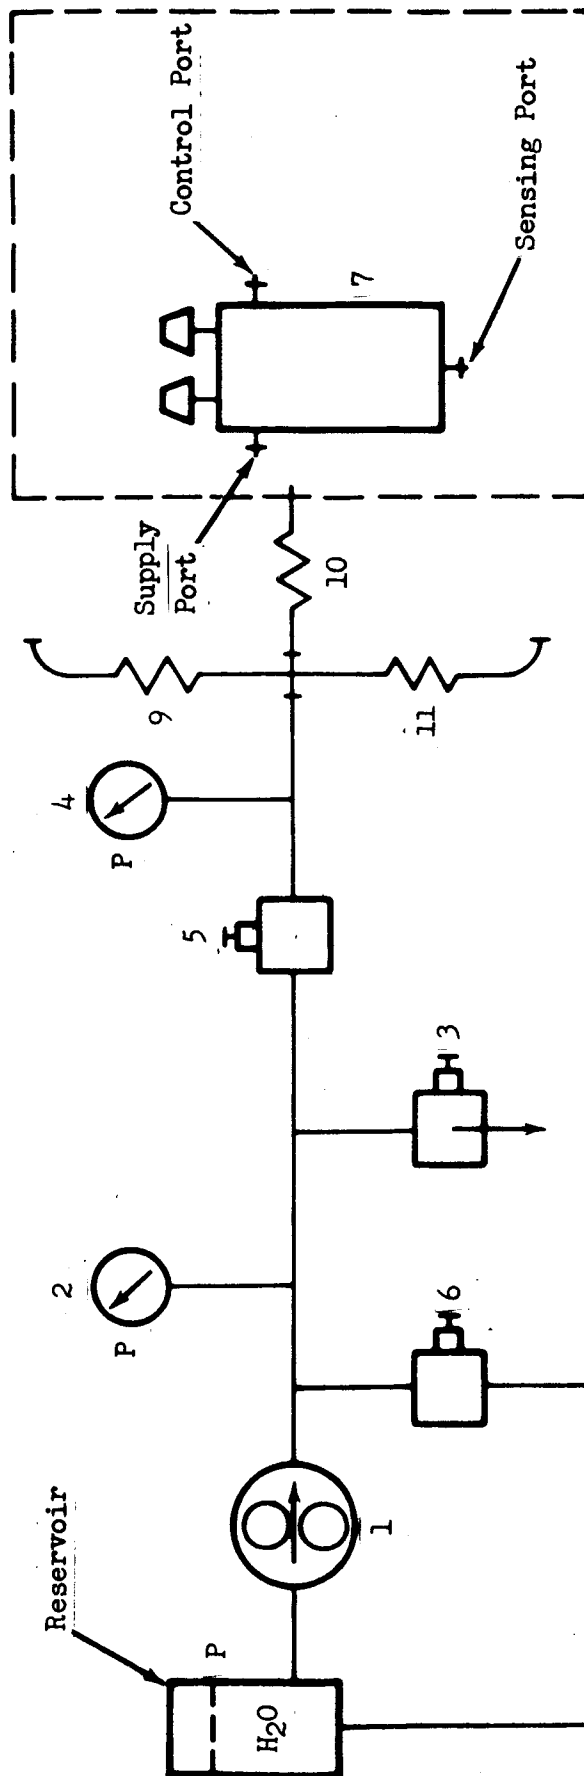 Reservoir
P
H2O
1
P
2
6
3
5
P
4
9
11
10
Supply
Port
Control Port
7
Sensing Port